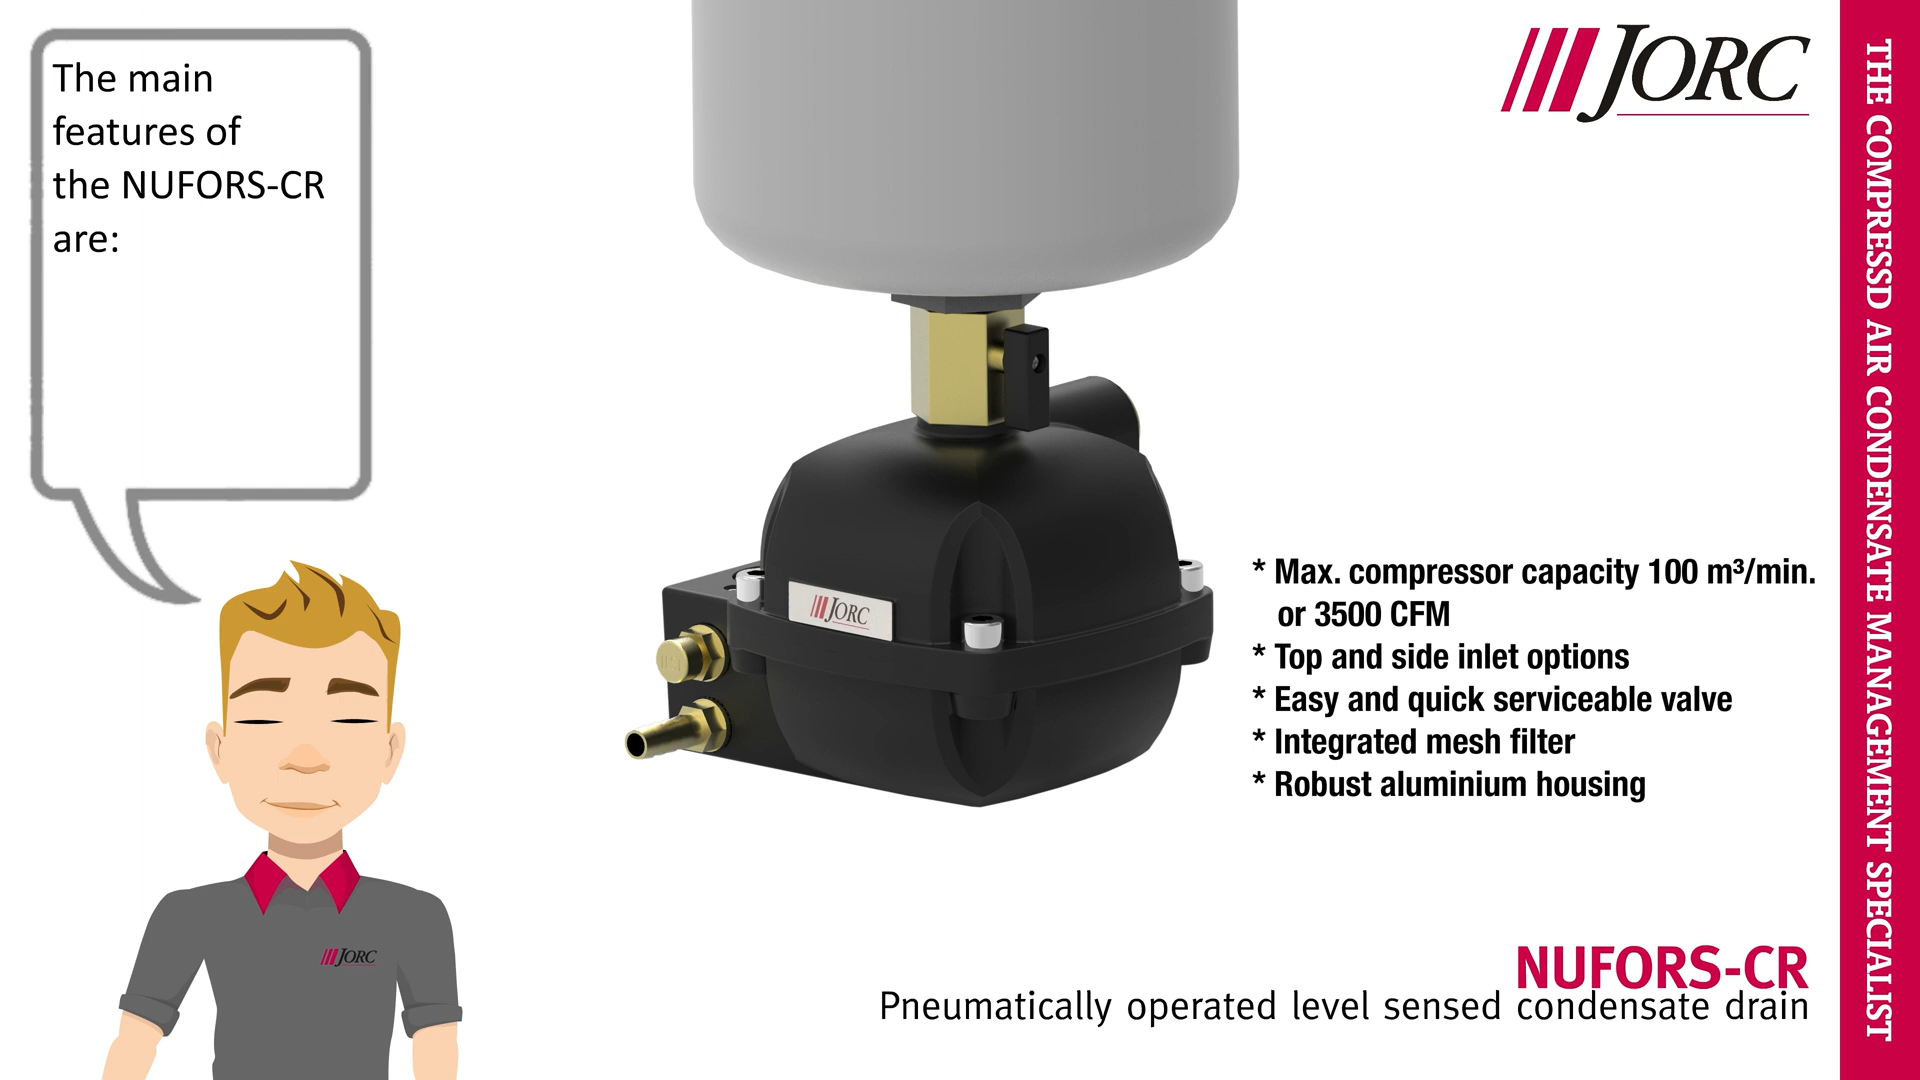 The main
features of
the NUFORS-CR
are:
JORC
THE COMPRESSD AIR CONDENSATE MANAGEMENT SPECIALIST
JORC
TEST
* Max. compressor capacity 100 m³/min.
or 3500 CFM
* Top and side inlet options
* Easy and quick serviceable valve
* Integrated mesh filter
* Robust aluminium housing
JORC
NUFORS-CR
Pneumatically operated level sensed condensate drain